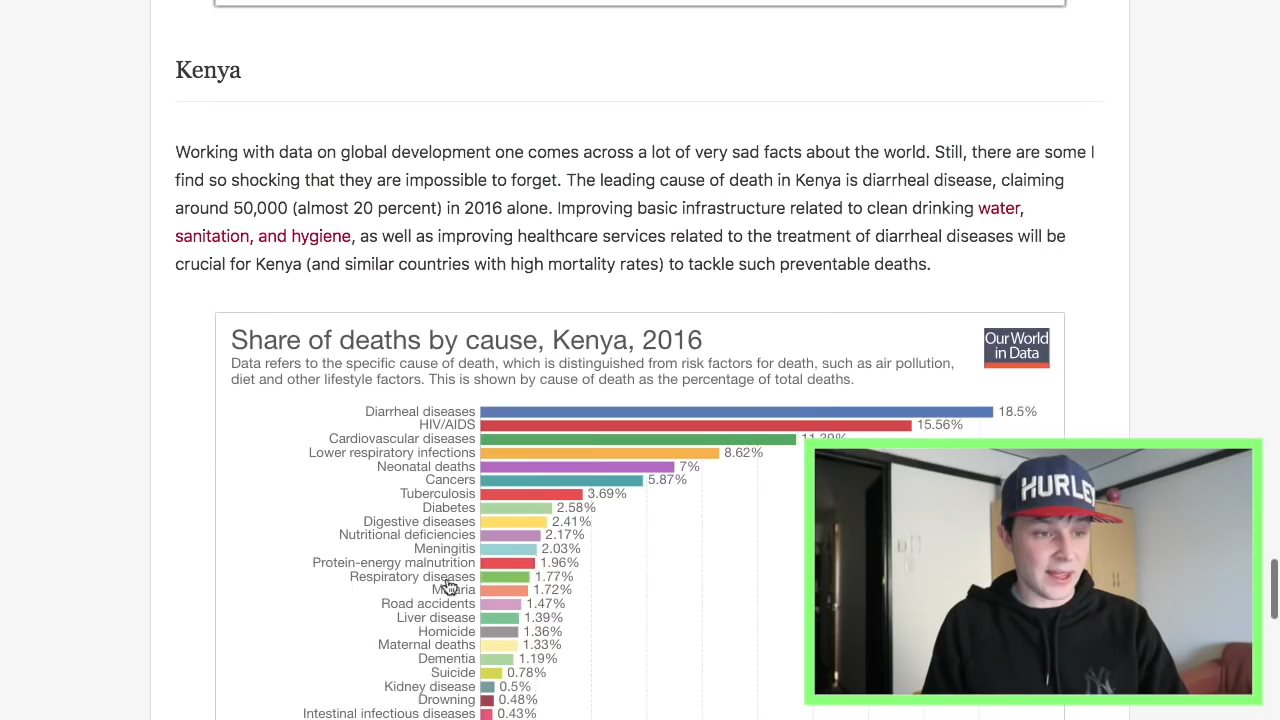 Kenya
Working with data on global development one comes across a lot of very sad facts about the world. Still, there are some I
find so shocking that they are impossible to forget. The leading cause of death in Kenya is diarrheal disease, claiming
around 50,000 (almost 20 percent) in 2016 alone. Improving basic infrastructure related to clean drinking water,
sanitation, and hygiene, as well as improving healthcare services related to the treatment of diarrheal diseases will be
crucial for Kenya (and similar countries with high mortality rates) to tackle such preventable deaths.
Share of deaths by cause, Kenya, 2016
Our World
in Data
Data refers to the specific cause of death, which is distinguished from risk factors for death, such as air pollution,
diet and other lifestyle factors. This is shown by cause of death as the percentage of total deaths.
Diarrheal diseases 18.5%
HIV/AIDS 15.56%
Cardiovascular diseases
Lower respiratory infections 8.62%
Neonatal deaths 7%
Cancers 5.87%
Tuberculosis 3.69%
Diabetes 2.58%
Digestive diseases 2.41%
Nutritional deficiencies 2.17%
Meningitis 2.03%
Protein-energy malnutrition 1.96%
Respiratory diseases 1.77%
Malaria 1.72%
Road accidents 1.47%
Liver disease 1.39%
Homicide 1.36%
Maternal deaths 1.33%
Dementia 1.19%
Suicide 0.78%
Kidney disease 0.5%
Drowning 0.48%
Intestinal infectious diseases 0.43%
HURLEY
NY